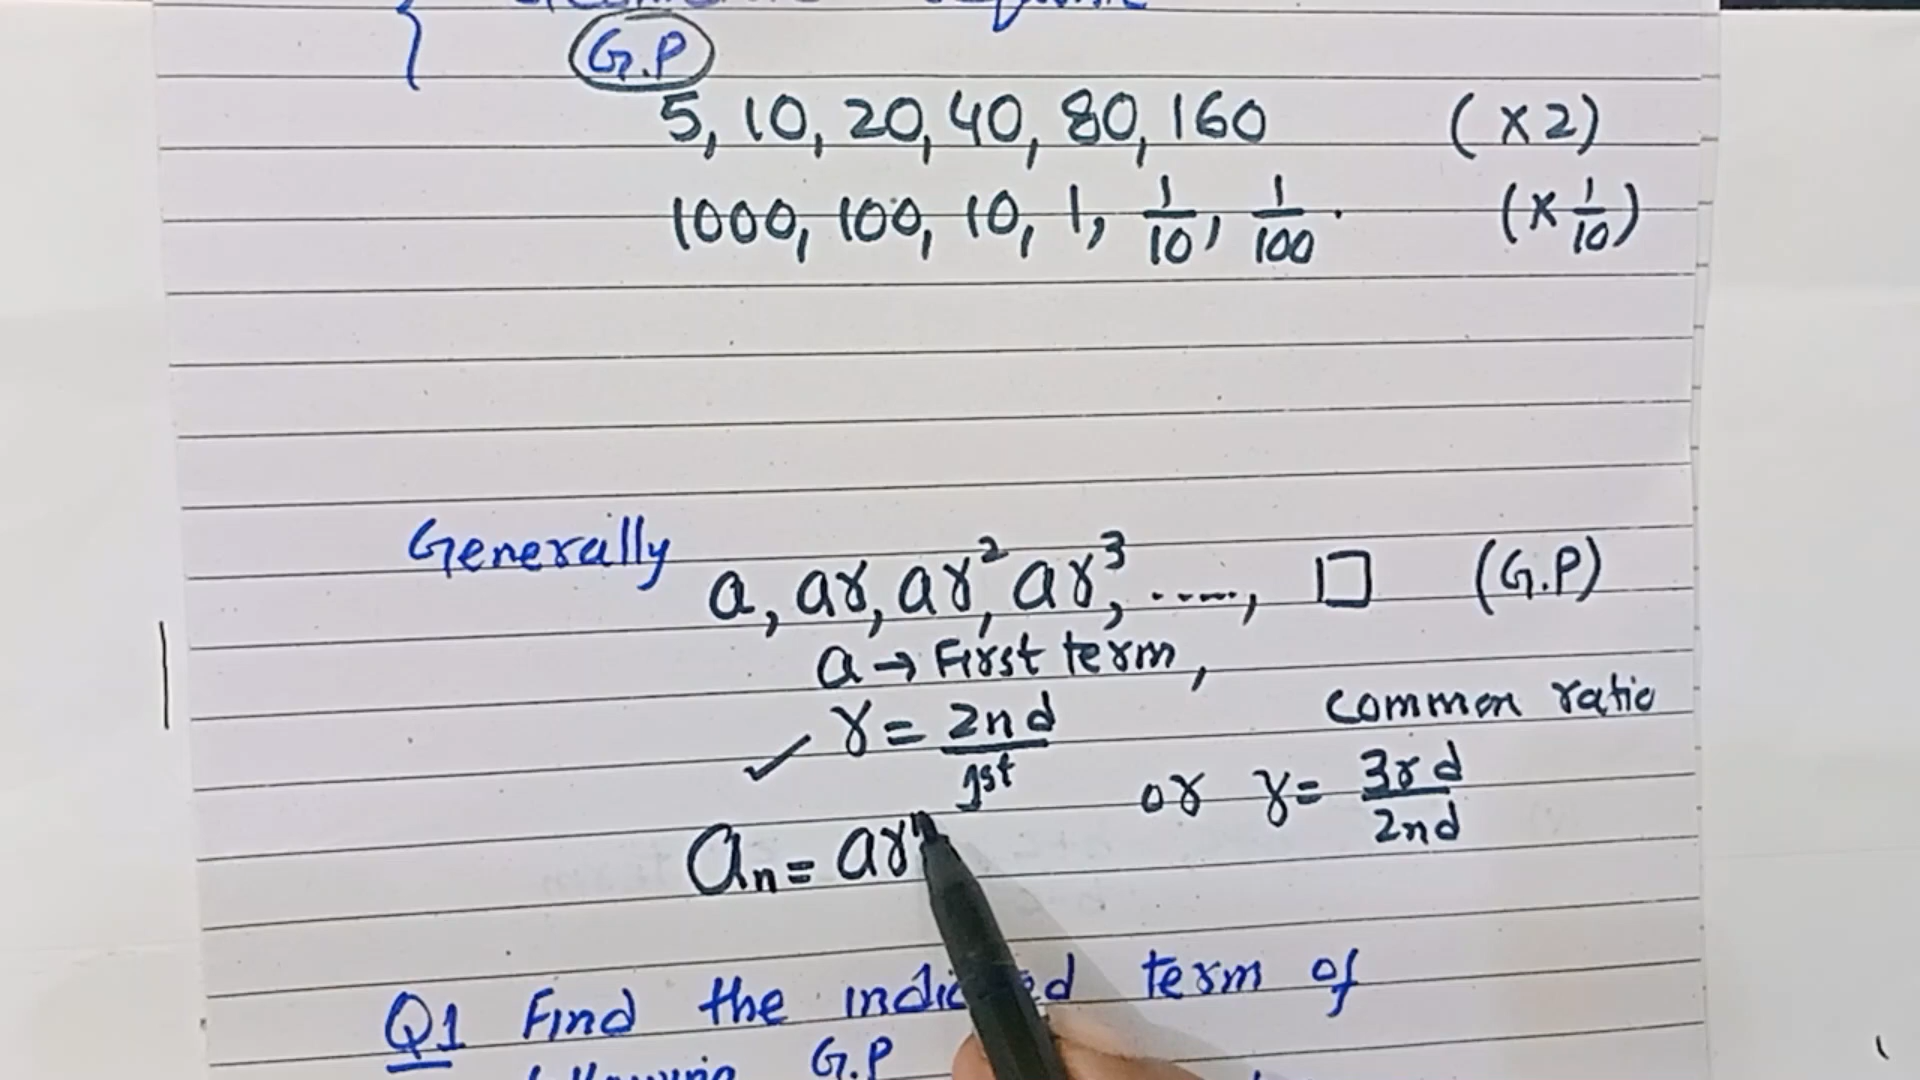 G.P
5, 10, 20, 40, 80, 160 (×2)
1000, 100, 10, 1, 1/10, 1/100. (× 1/10)
Generally a, ar, ar², ar³, ....., □ (G.P)
a → First term,
r = 2nd/1st common ratio
or r = 3rd/2nd
aₙ = ar
Q1 Find the term of
G.P